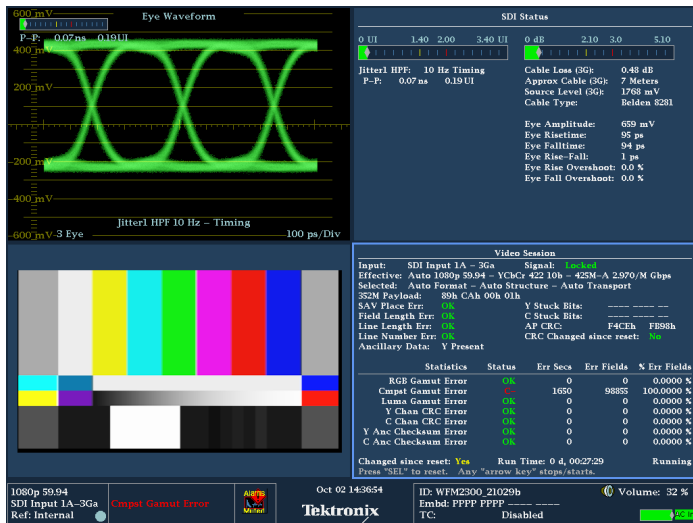 Eye Waveform
600 mV
P-P: 0.07ns 0.19UI
400 mV
200 mV
-200 mV
-400 mV
-600 mV
Jitter1 HPF 10 Hz - Timing
3 Eye
100 ps/Div
SDI Status
0 UI 1.40 2.00 3.40 UI
0 dB 2.10 3.0 5.10
Jitter1 HPF: 10 Hz Timing
P-P: 0.07 ns 0.19 UI
Cable Loss (3G): 0.48 dB
Approx Cable (3G): 7 Meters
Source Level (3G): 1768 mV
Cable Type: Belden 8281
Eye Amplitude: 659 mV
Eye Risetime: 95 ps
Eye Falltime: 94 ps
Eye Rise-Fall: 1 ps
Eye Rise Overshoot: 0.0 %
Eye Fall Overshoot: 0.0 %
Video Session
Input: SDI Input 1A - 3Ga Signal: Locked
Effective: Auto 1080p 59.94 - YCbCr 422 10b - 425M-A 2.970/M Gbps
Selected: Auto Format - Auto Structure - Auto Transport
352M Payload: 89h CAh 00h 01h
SAV Place Err: OK Y Stuck Bits: ---- ---- --
Field Length Err: OK C Stuck Bits: ---- ---- --
Line Length Err: OK AP CRC: F4CEh FB98h
Line Number Err: OK CRC Changed since reset: No
Ancillary Data: Y Present
Statistics Status Err Secs Err Fields % Err Fields
RGB Gamut Error OK 0 0 0.0000 %
Cmpst Gamut Error 1650 98855 100.0000 %
Luma Gamut Error OK 0 0 0.0000 %
Y Chan CRC Error OK 0 0 0.0000 %
C Chan CRC Error OK 0 0 0.0000 %
Y Anc Checksum Error OK 0 0 0.0000 %
C Anc Checksum Error OK 0 0 0.0000 %
Changed since reset: Yes Run Time: 0 d, 00:27:29 Running
Press "SEL" to reset. Any "arrow key" stops/starts.
1080p 59.94
SDI Input 1A-3Ga
Ref: Internal
Cmpst Gamut Error
Alarms
Muted
Oct 02 14:36:54
Tektronix
ID: WFM2300_21029b
Embd: PPPP PPPP ---- ----
TC: Disabled
Volume: 32 %
AC In